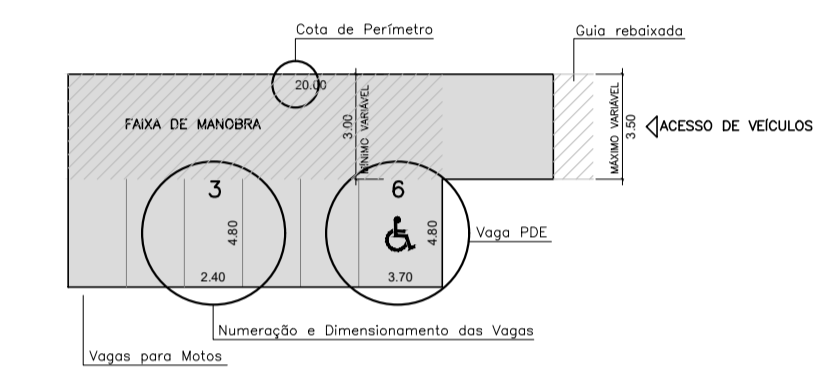 Cota de Perímetro
Guia rebaixada
20.00
FAIXA DE MANOBRA
3.00
MÍNIMO VARIÁVEL
MÁXIMO VARIÁVEL
3.50
ACESSO DE VEÍCULOS
3
6
4.80
4.80
Vaga PDE
2.40
3.70
Numeração e Dimensionamento das Vagas
Vagas para Motos